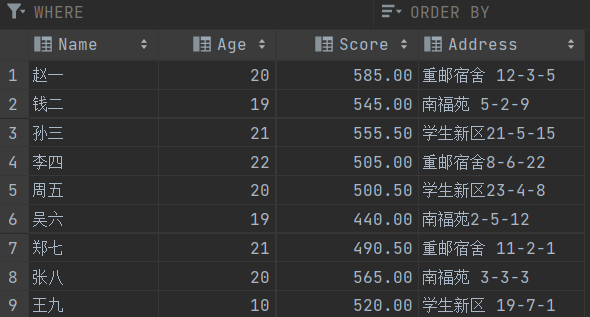 WHERE ORDER BY
Name Age Score Address
1 赵一 20 585.00 重邮宿舍 12-3-5
2 钱二 19 545.00 南福苑 5-2-9
3 孙三 21 555.50 学生新区21-5-15
4 李四 22 505.00 重邮宿舍8-6-22
5 周五 20 500.50 学生新区23-4-8
6 吴六 19 440.00 南福苑2-5-12
7 郑七 21 490.50 重邮宿舍 11-2-1
8 张八 20 565.00 南福苑 3-3-3
9 王九 10 520.00 学生新区 19-7-1